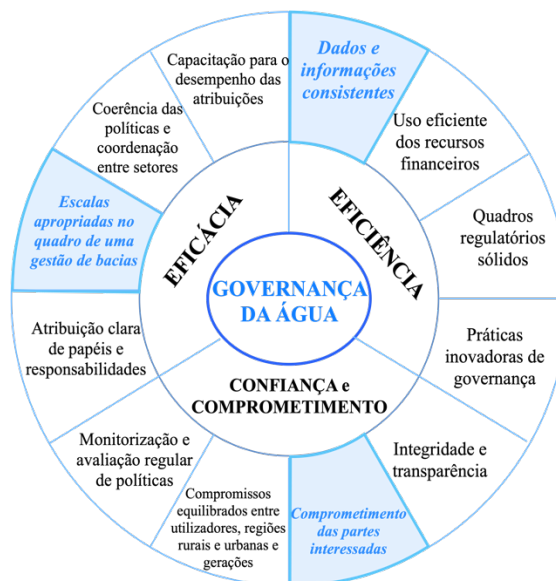 Dados e
informações
consistentes
Uso eficiente
dos recursos
financeiros
Quadros
regulatórios
sólidos
Práticas
inovadoras de
governança
Integridade e
transparência
Comprometimento
das partes
interessadas
Compromissos
equilibrados entre
utilizadores, regiões
rurais e urbanas e
gerações
Monitorização e
avaliação regular
de políticas
Atribuição clara
de papéis e
responsabilidades
Escalas
apropriadas no
quadro de uma
gestão de bacias
Coerência das
políticas e
coordenação
entre setores
Capacitação para o
desempenho das
atribuições
EFICÁCIA
EFICIÊNCIA
CONFIANÇA e
COMPROMETIMENTO
GOVERNANÇA
DA ÁGUA